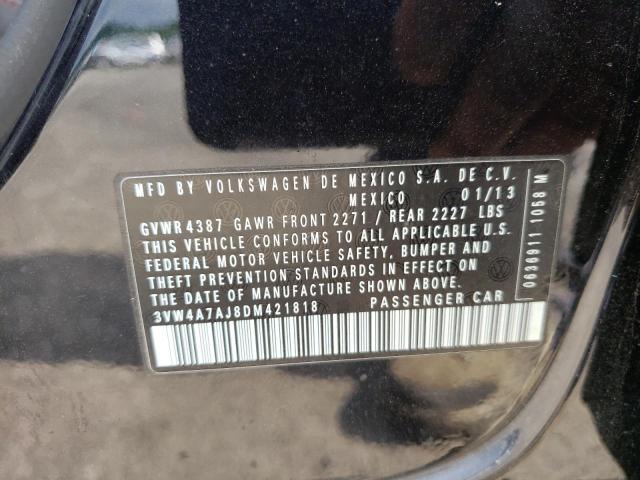 MFD BY VOLKSWAGEN DE MEXICO S.A. DE C.V.
MEXICO 01/13
GVWR 4387 GAWR FRONT 2271 / REAR 2227 LBS
THIS VEHICLE CONFORMS TO ALL APPLICABLE U.S.
FEDERAL MOTOR VEHICLE SAFETY, BUMPER AND
THEFT PREVENTION STANDARDS IN EFFECT ON
THE DATE OF MANUFACTURE SHOWN ABOVE.
3VW4A7AJ8DM421818 PASSENGER CAR
0636911 1068 M